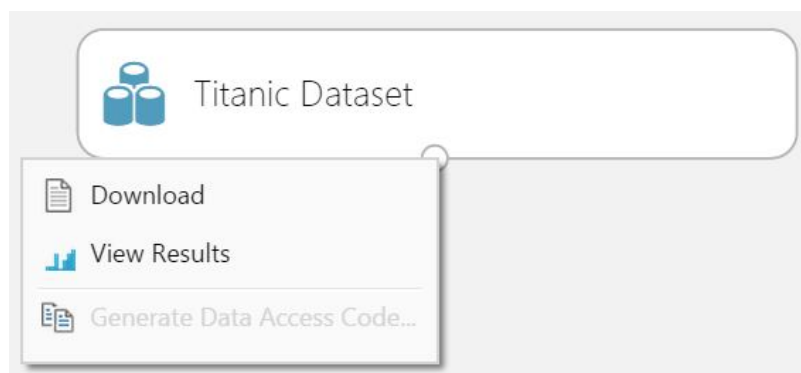 Titanic Dataset
Download
View Results
Generate Data Access Code...